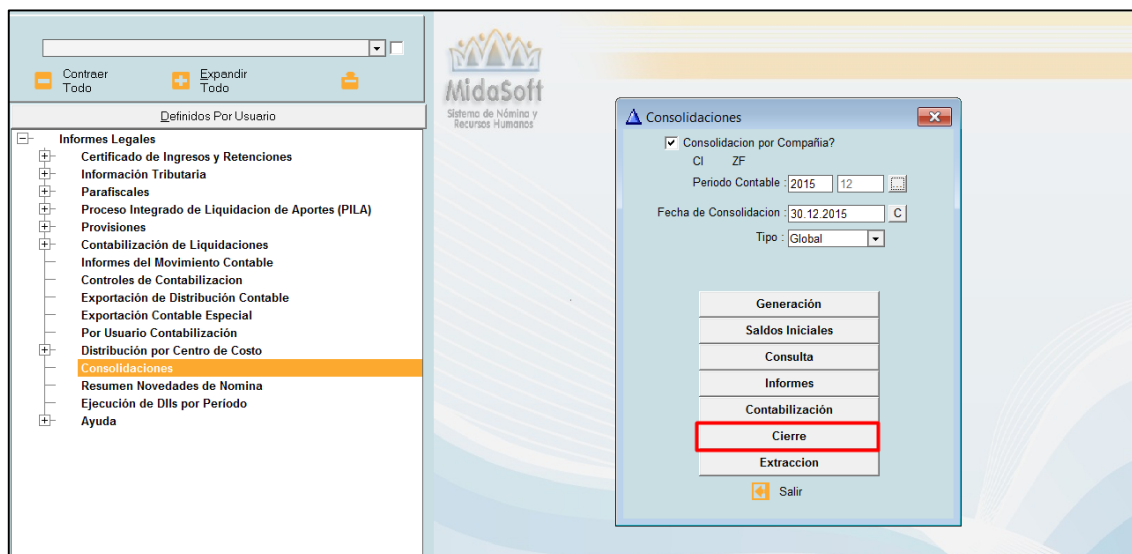 Contraer Todo
Expandir Todo
Definidos Por Usuario
Informes Legales
Certificado de Ingresos y Retenciones
Información Tributaria
Parafiscales
Proceso Integrado de Liquidacion de Aportes (PILA)
Provisiones
Contabilización de Liquidaciones
Informes del Movimiento Contable
Controles de Contabilizacion
Exportación de Distribución Contable
Exportación Contable Especial
Por Usuario Contabilización
Distribución por Centro de Costo
Consolidaciones
Resumen Novedades de Nomina
Ejecución de Dlls por Período
Ayuda
MidaSoft
Sistema de Nómina y
Recursos Humanos
Consolidaciones
Consolidacion por Compañia?
CI ZF
Periodo Contable : 2015 12 ...
Fecha de Consolidacion : 30.12.2015 C
Tipo : Global
Generación
Saldos Iniciales
Consulta
Informes
Contabilización
Cierre
Extraccion
Salir